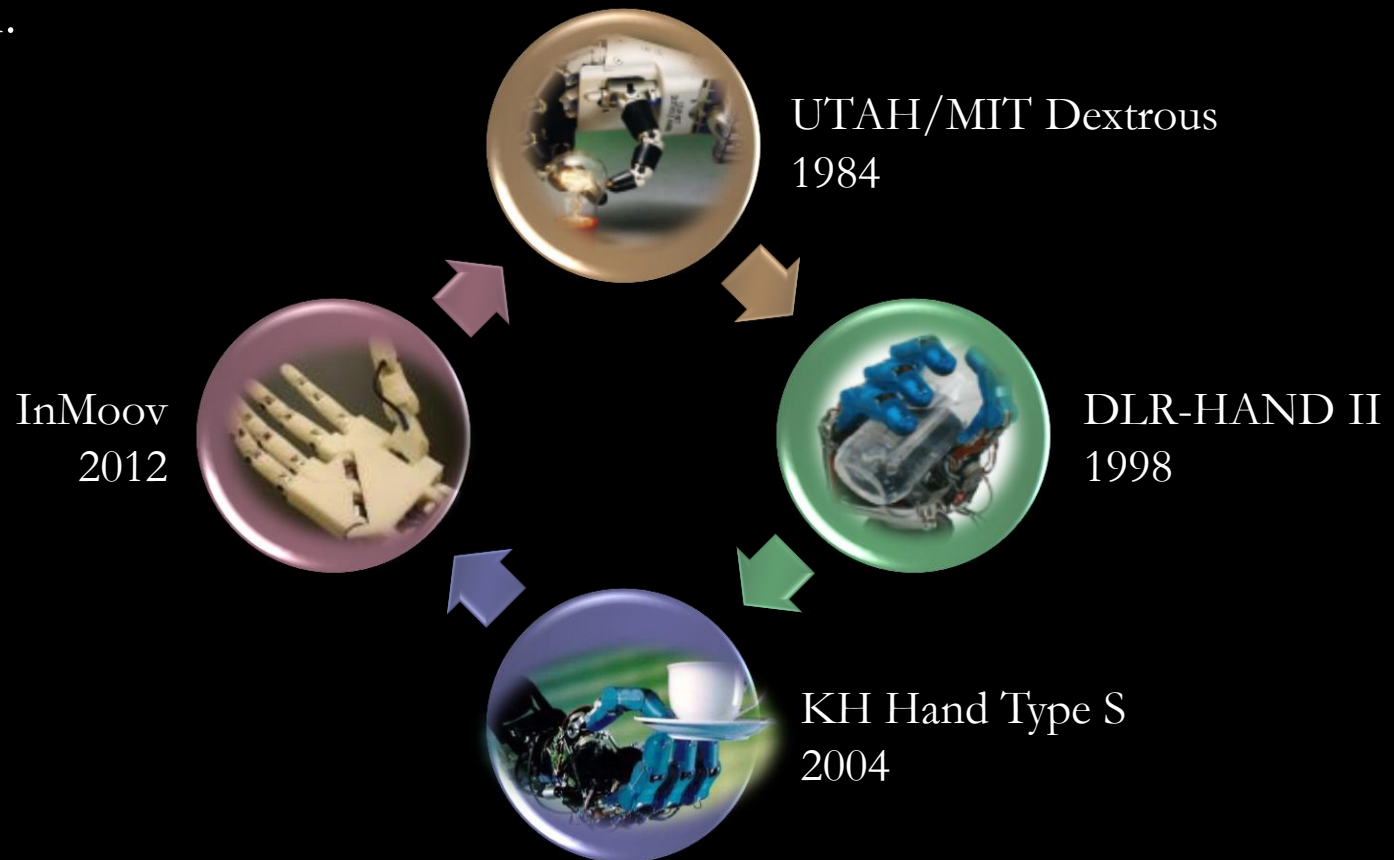 UTAH/MIT Dextrous
1984
DLR-HAND II
1998
InMoov
2012
KH Hand Type S
2004